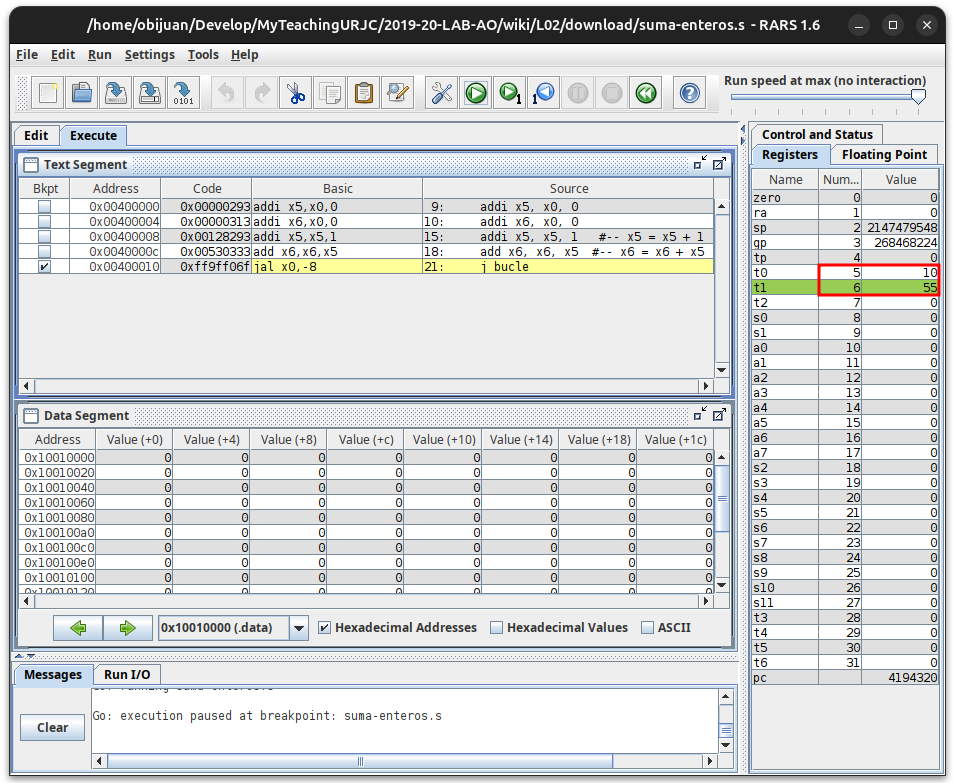 /home/obijuan/Develop/MyTeachingURJC/2019-20-LAB-AO/wiki/L02/download/suma-enteros.s - RARS 1.6
File Edit Run Settings Tools Help
Run speed at max (no interaction)
Edit Execute
Text Segment
Bkpt Address Code Basic Source
0x00400000 0x00000293 addi x5,x0,0 9: addi x5, x0, 0
0x00400004 0x00000313 addi x6,x0,0 10: addi x6, x0, 0
0x00400008 0x00128293 addi x5,x5,1 15: addi x5, x5, 1 #-- x5 = x5 + 1
0x0040000c 0x00530333 add x6,x6,x5 18: add x6, x6, x5 #-- x6 = x6 + x5
0x00400010 0xff9ff06f jal x0,-8 21: j bucle
Data Segment
Address Value (+0) Value (+4) Value (+8) Value (+c) Value (+10) Value (+14) Value (+18) Value (+1c)
0x10010000 0 0 0 0 0 0 0 0
0x10010020 0 0 0 0 0 0 0 0
0x10010040 0 0 0 0 0 0 0 0
0x10010060 0 0 0 0 0 0 0 0
0x10010080 0 0 0 0 0 0 0 0
0x100100a0 0 0 0 0 0 0 0 0
0x100100c0 0 0 0 0 0 0 0 0
0x100100e0 0 0 0 0 0 0 0 0
0x10010100 0 0 0 0 0 0 0 0
0x10010120 0 0 0 0 0 0 0 0
0x10010000 (.data) Hexadecimal Addresses Hexadecimal Values ASCII
Messages Run I/O
Clear
Go: execution paused at breakpoint: suma-enteros.s
Control and Status
Registers Floating Point
Name Num... Value
zero 0 0
ra 1 0
sp 2 2147479548
gp 3 268468224
tp 4 0
t0 5 10
t1 6 55
t2 7 0
s0 8 0
s1 9 0
a0 10 0
a1 11 0
a2 12 0
a3 13 0
a4 14 0
a5 15 0
a6 16 0
a7 17 0
s2 18 0
s3 19 0
s4 20 0
s5 21 0
s6 22 0
s7 23 0
s8 24 0
s9 25 0
s10 26 0
s11 27 0
t3 28 0
t4 29 0
t5 30 0
t6 31 0
pc 4194320